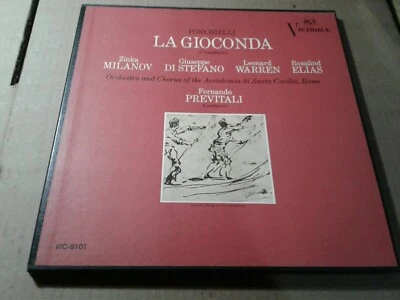 PONCHIELLI
LA GIOCONDA
(Complete)
RCA
VICTROLA
Zinka
MILANOV
Giuseppe
DI STEFANO
Leonard
WARREN
Rosalind
ELIAS
Orchestra and Chorus of the Accademia di Santa Cecilia, Rome
Fernando
PREVITALI
(Conductor)
VIC-6101